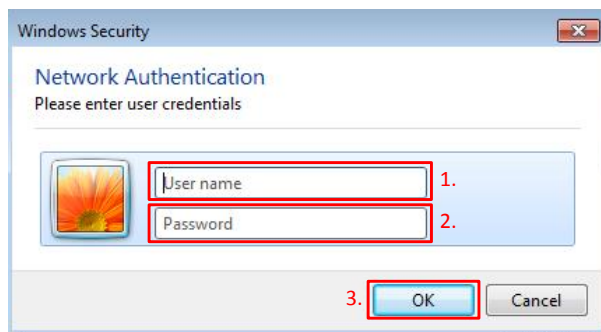 Windows Security
Network Authentication
Please enter user credentials
User name 1.
Password 2.
3. OK Cancel